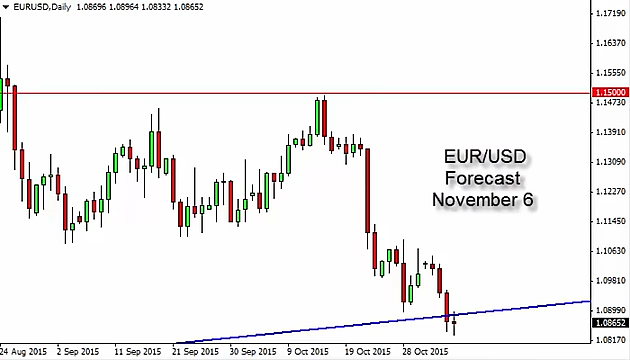 EURUSD,Daily 1.08696 1.08964 1.08332 1.08652
1.17190
1.16370
1.15550
1.15000
1.14730
1.13910
1.13090
1.12270
1.11450
1.10630
1.09810
1.08990
1.08652
1.08170
EUR/USD
Forecast
November 6
24 Aug 2015 2 Sep 2015 11 Sep 2015 21 Sep 2015 30 Sep 2015 9 Oct 2015 19 Oct 2015 28 Oct 2015